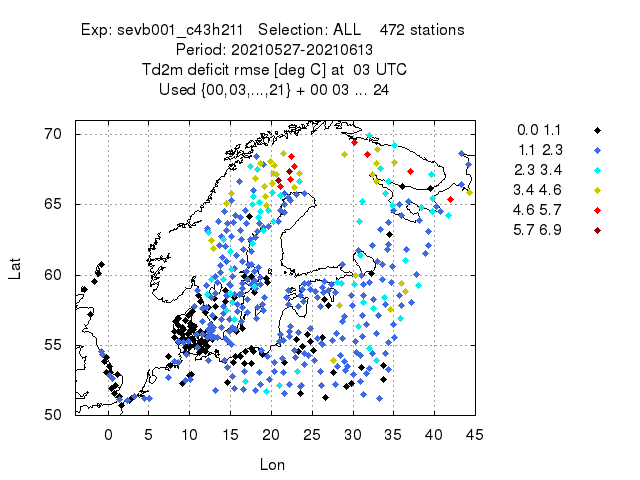 Exp: sevb001_c43h211 Selection: ALL 472 stations
Period: 20210527-20210613
Td2m deficit rmse [deg C] at 03 UTC
Used {00,03,...,21} + 00 03 ... 24
70
65
60
55
50
Lat
0 5 10 15 20 25 30 35 40 45
Lon
0.0 1.1
1.1 2.3
2.3 3.4
3.4 4.6
4.6 5.7
5.7 6.9